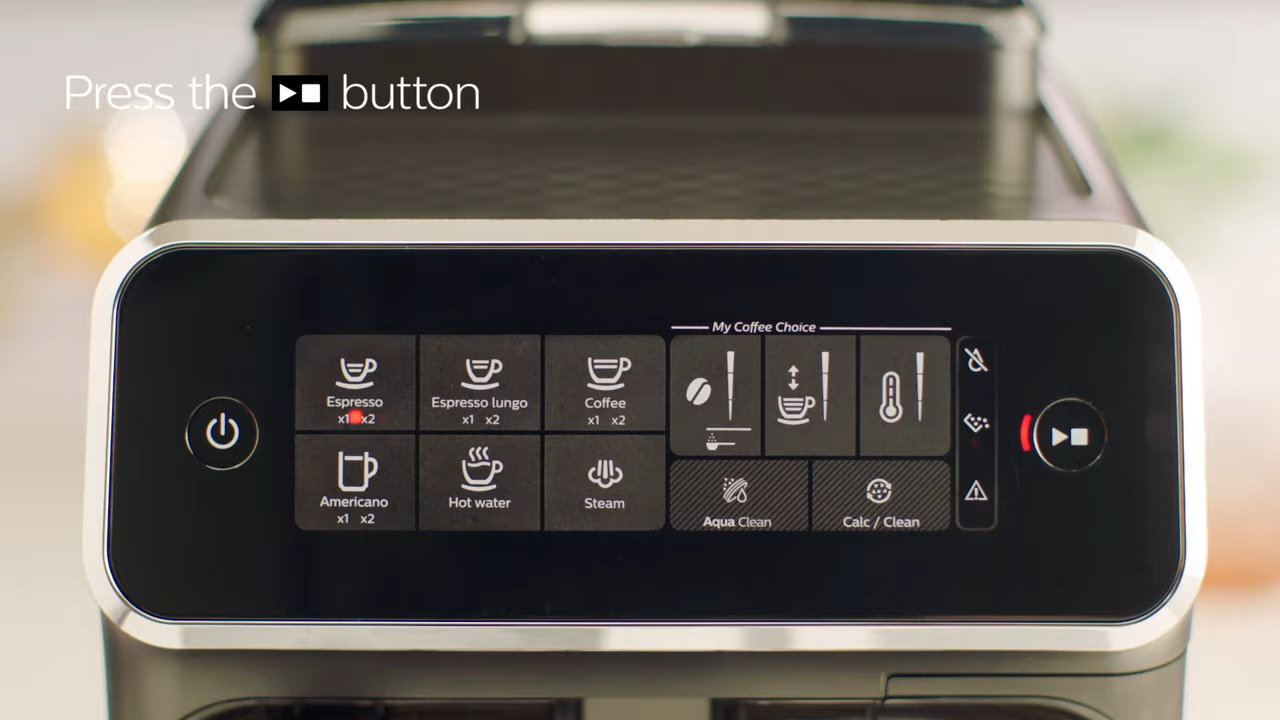 Press the button
My Coffee Choice
Espresso
x1 x2
Espresso lungo
x1 x2
Coffee
x1 x2
Americano
x1 x2
Hot water
Steam
Aqua Clean
Calc / Clean